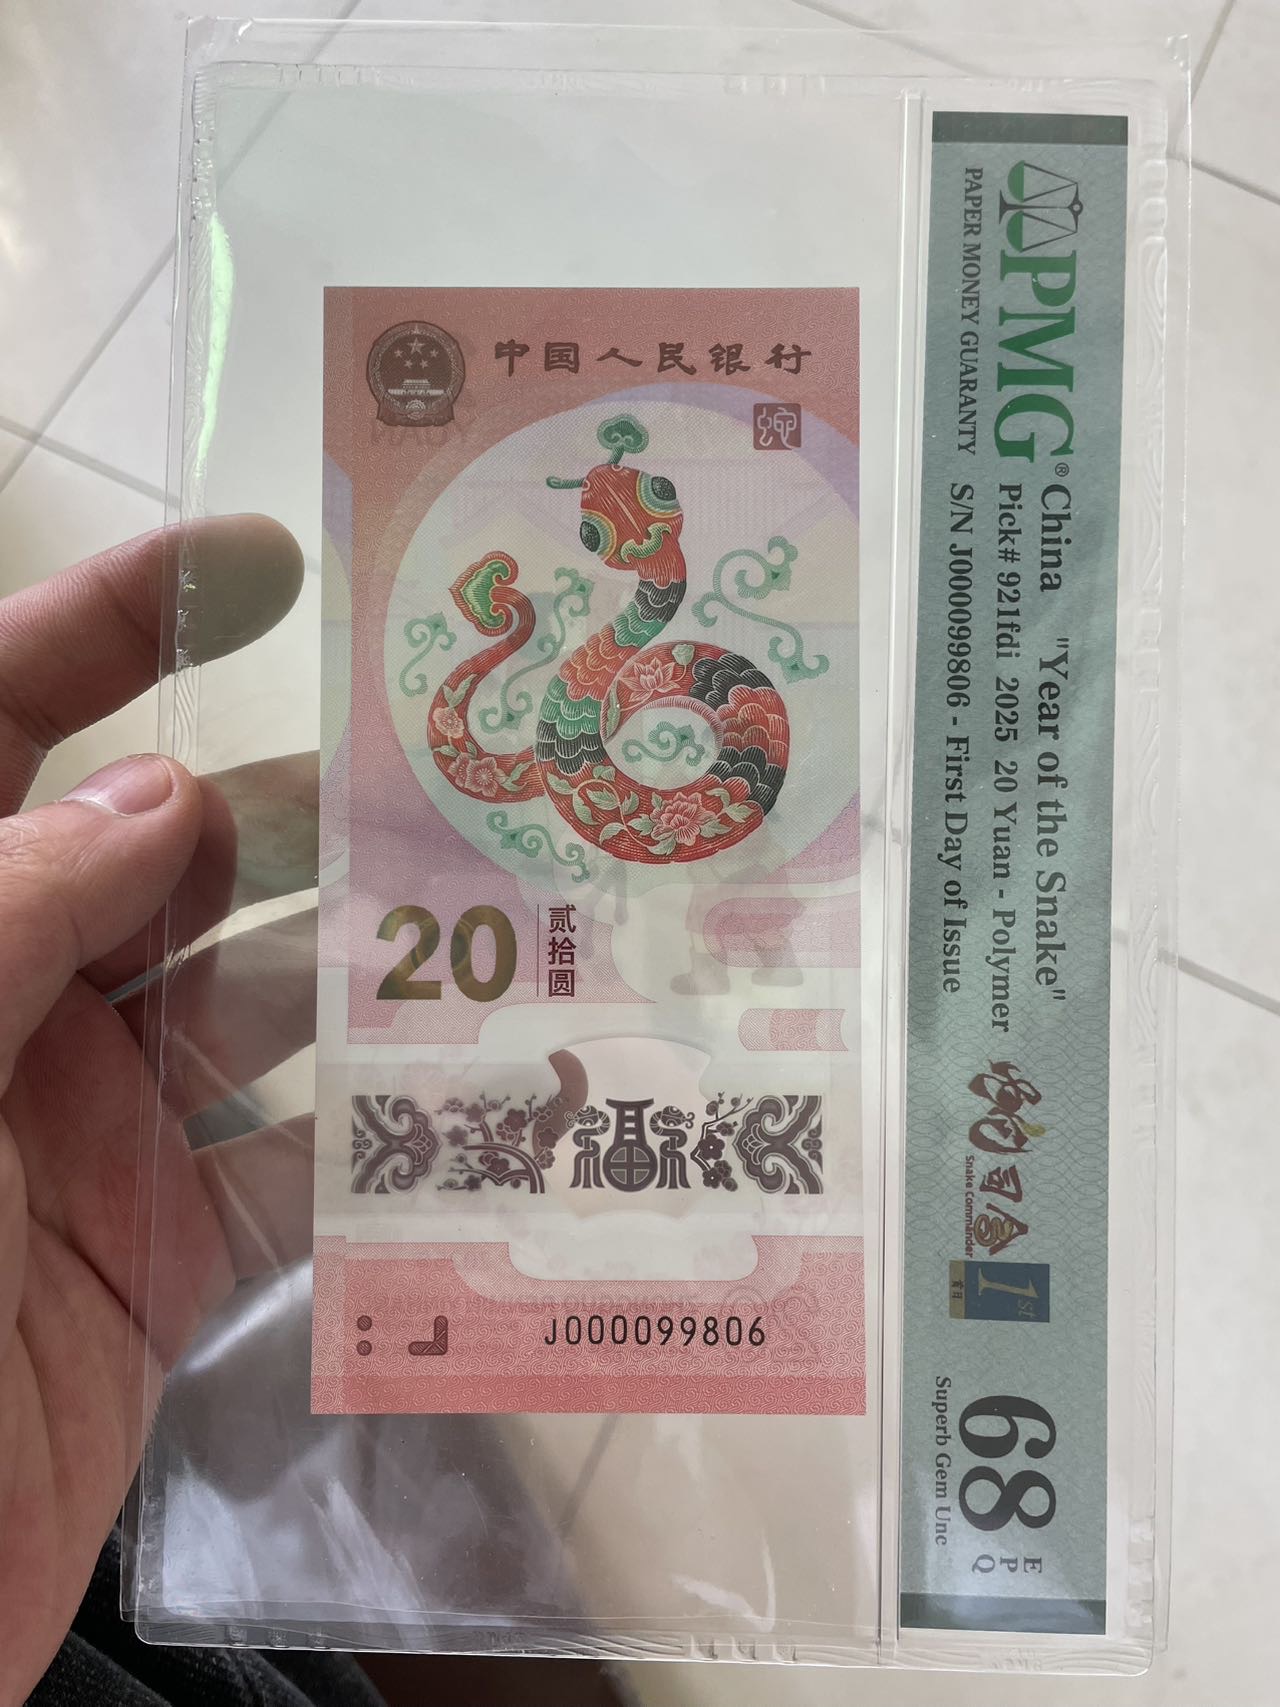 中国人民银行
蛇
20
贰拾圆
J000099806
PMG®
PAPER MONEY GUARANTY
China "Year of the Snake"
Pick# 921fdi 2025 20 Yuan - Polymer
S/N J000099806 - First Day of Issue
Snake Commander
1st
首日
68
EPQ
Superb Gem Unc